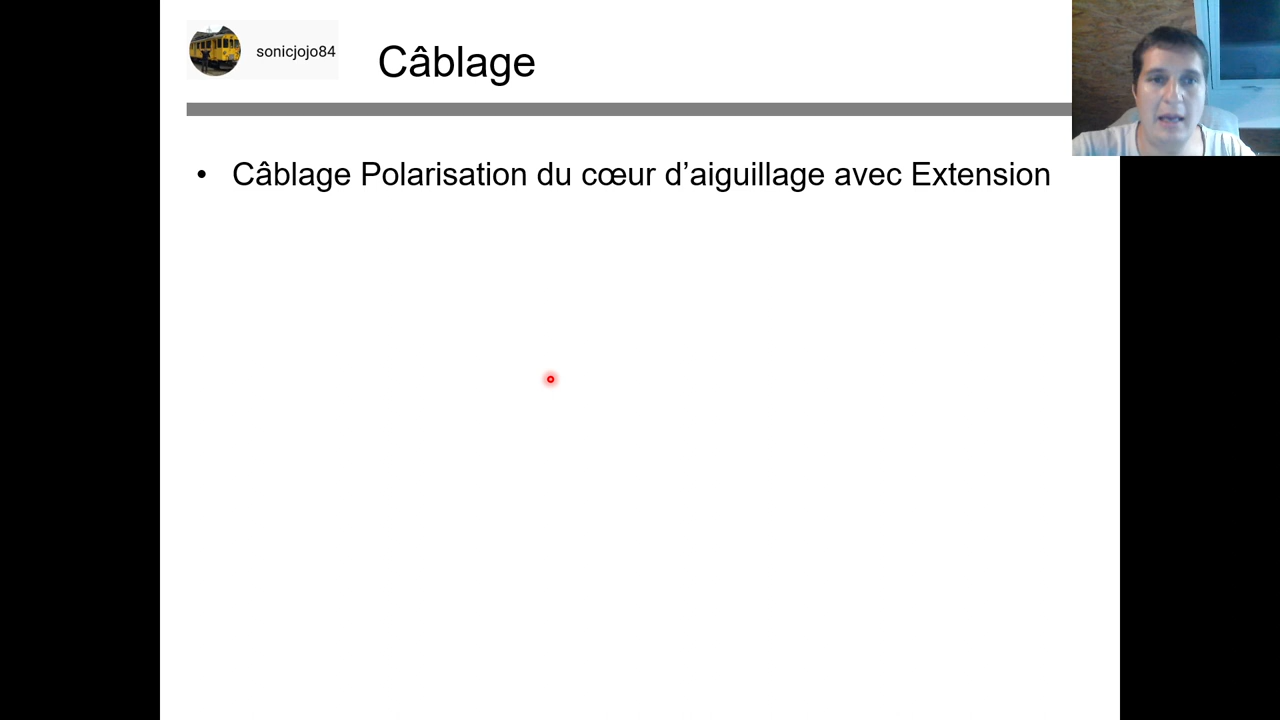 sonicjojo84
Câblage
• Câblage Polarisation du cœur d’aiguillage avec Extension